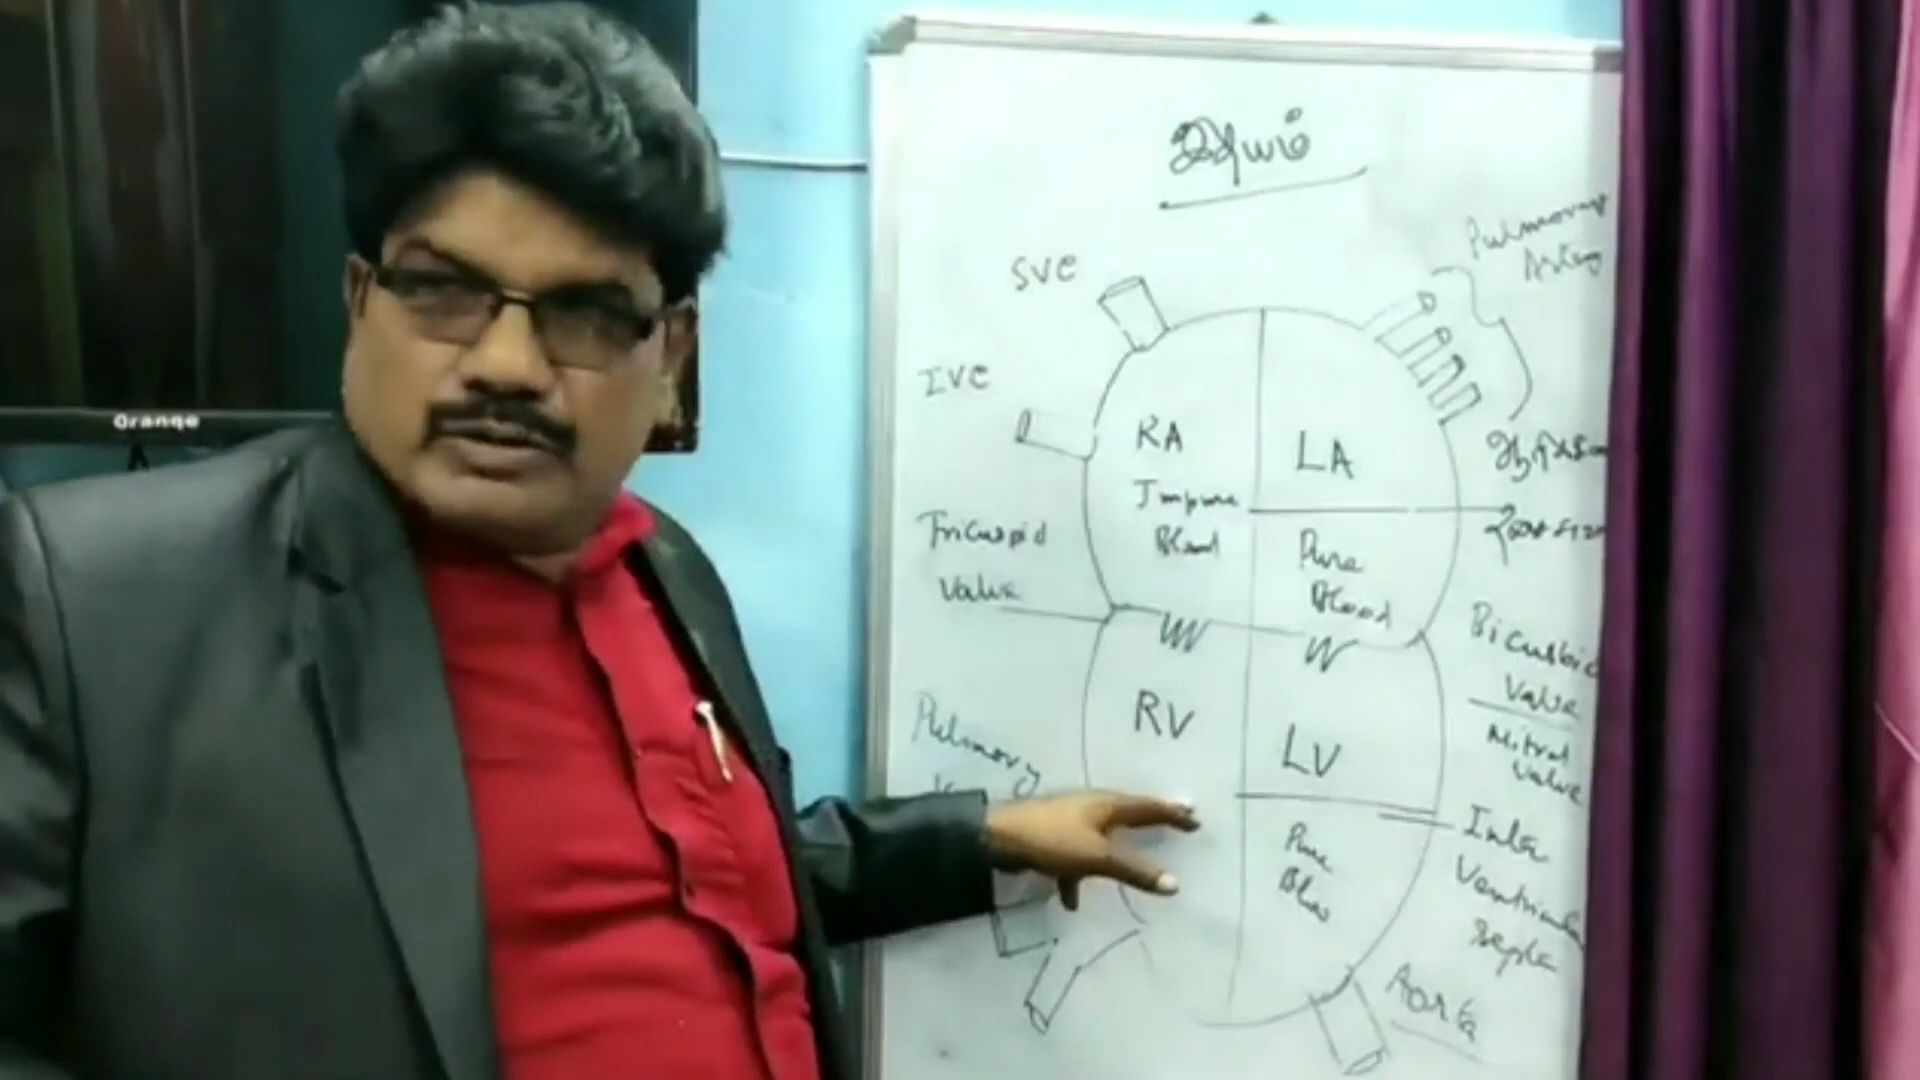 இதயம்
Pulmonary
Artery
SVC
IVC
Orange
RA
LA
Impure
Blood
Pure
Blood
Tricuspid
Valve
Bicuspid
Valve
Mitral
Valve
RV
LV
Pulmonary
Inter
Ventricular
septa
Pure
Aorta